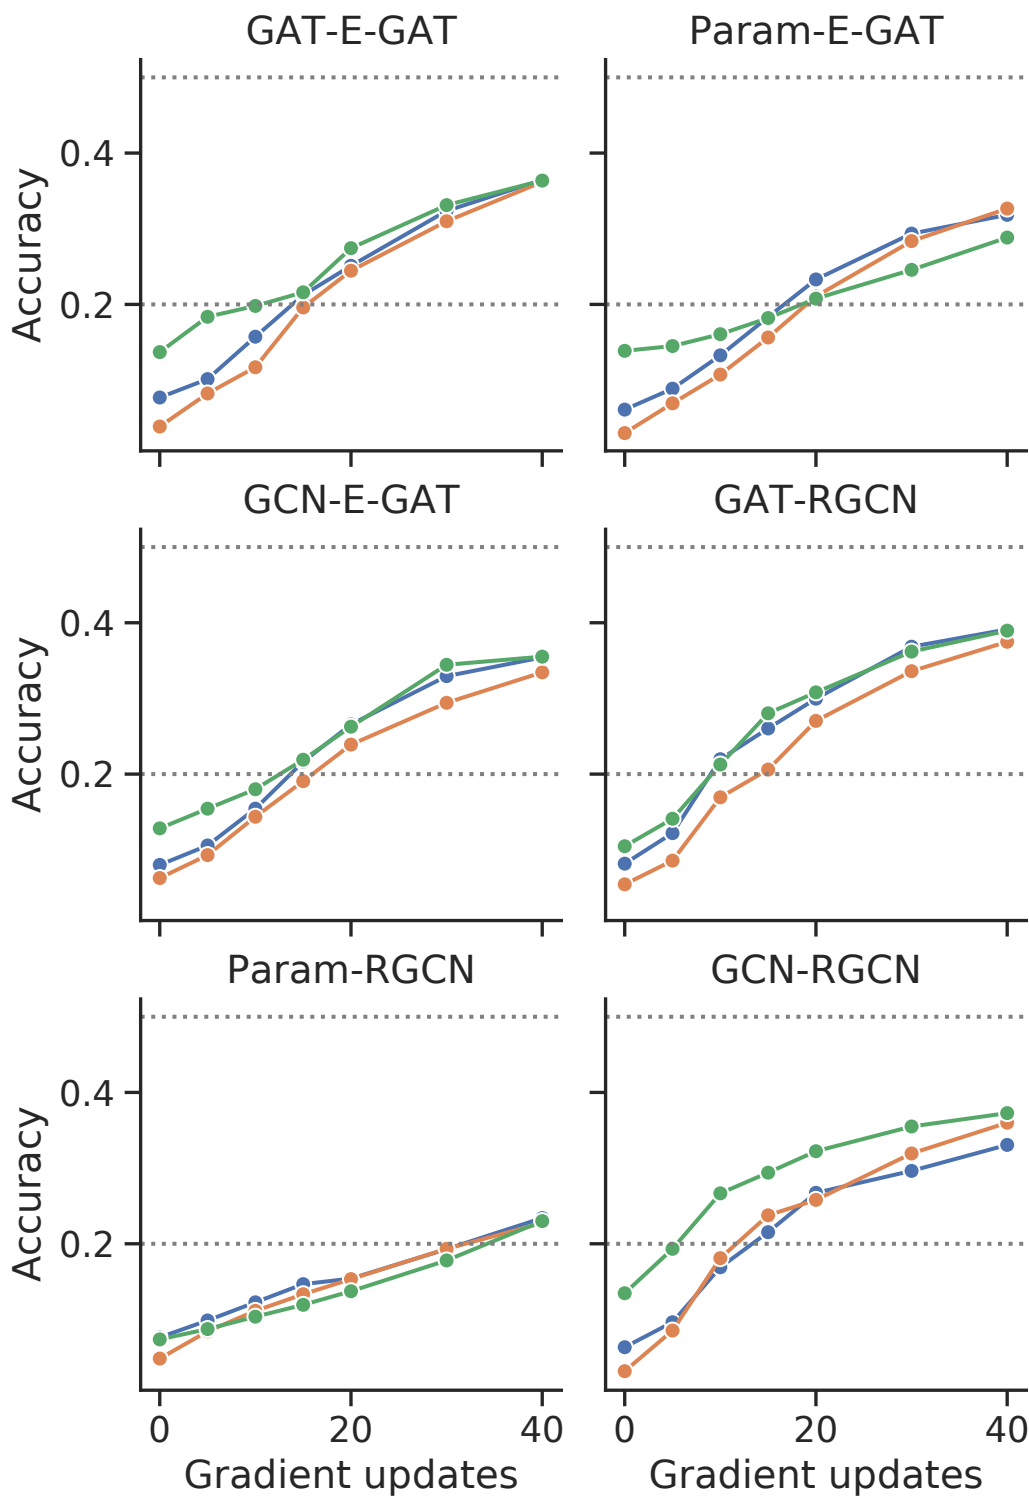 GAT-E-GAT
Param-E-GAT
Accuracy
0.4
0.2
GCN-E-GAT
GAT-RGCN
Accuracy
0.4
0.2
Param-RGCN
GCN-RGCN
Accuracy
0.4
0.2
0 20 40
0 20 40
Gradient updates
Gradient updates